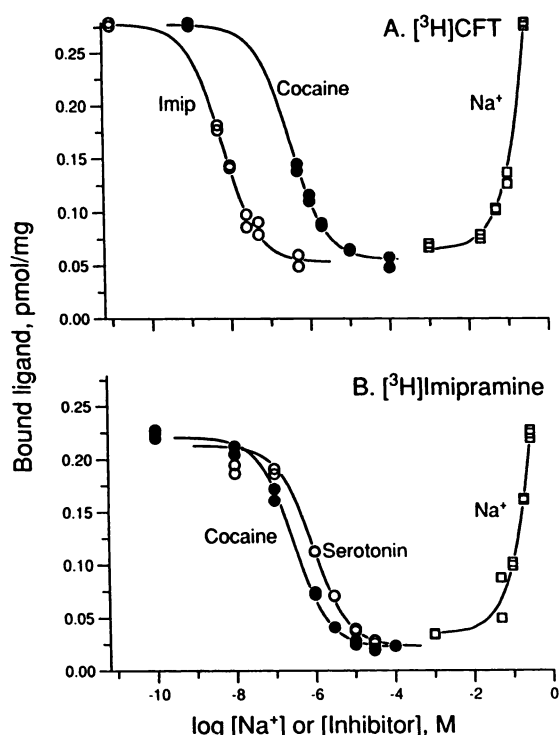 A. [³H]CFT
0.25
0.20
0.15
0.10
0.05
0.00
Imip
Cocaine
Na⁺
Bound ligand, pmol/mg
B. [³H]Imipramine
0.25
0.20
0.15
0.10
0.05
0.00
Cocaine
Serotonin
Na⁺
-10 -8 -6 -4 -2 0
log [Na⁺] or [Inhibitor], M